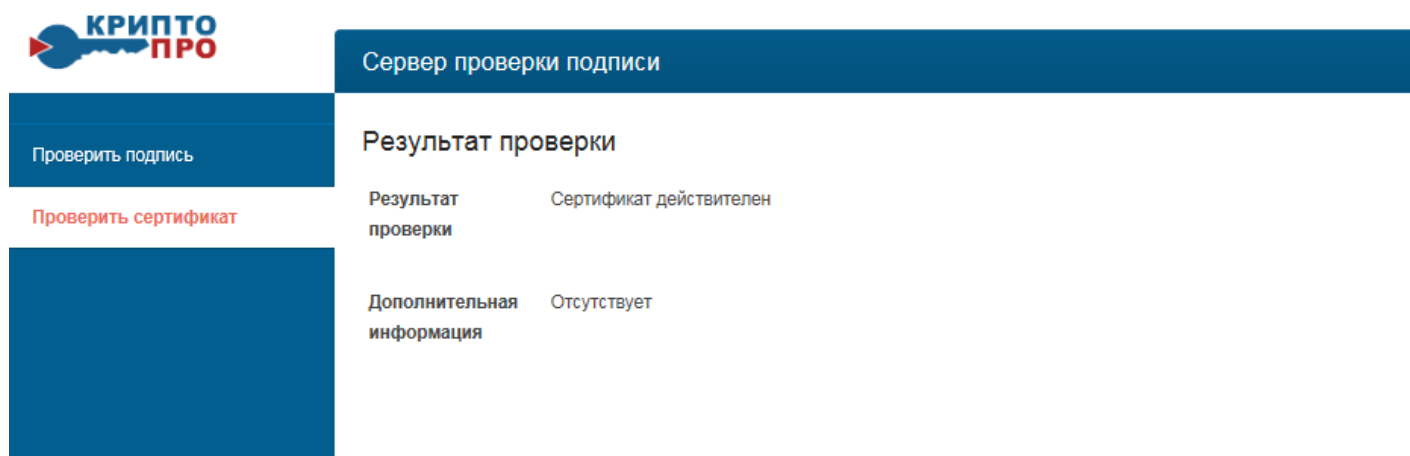 КРИПТО
ПРО
Сервер проверки подписи
Проверить подпись
Проверить сертификат
Результат проверки
Результат проверки Сертификат действителен
Дополнительная информация Отсутствует